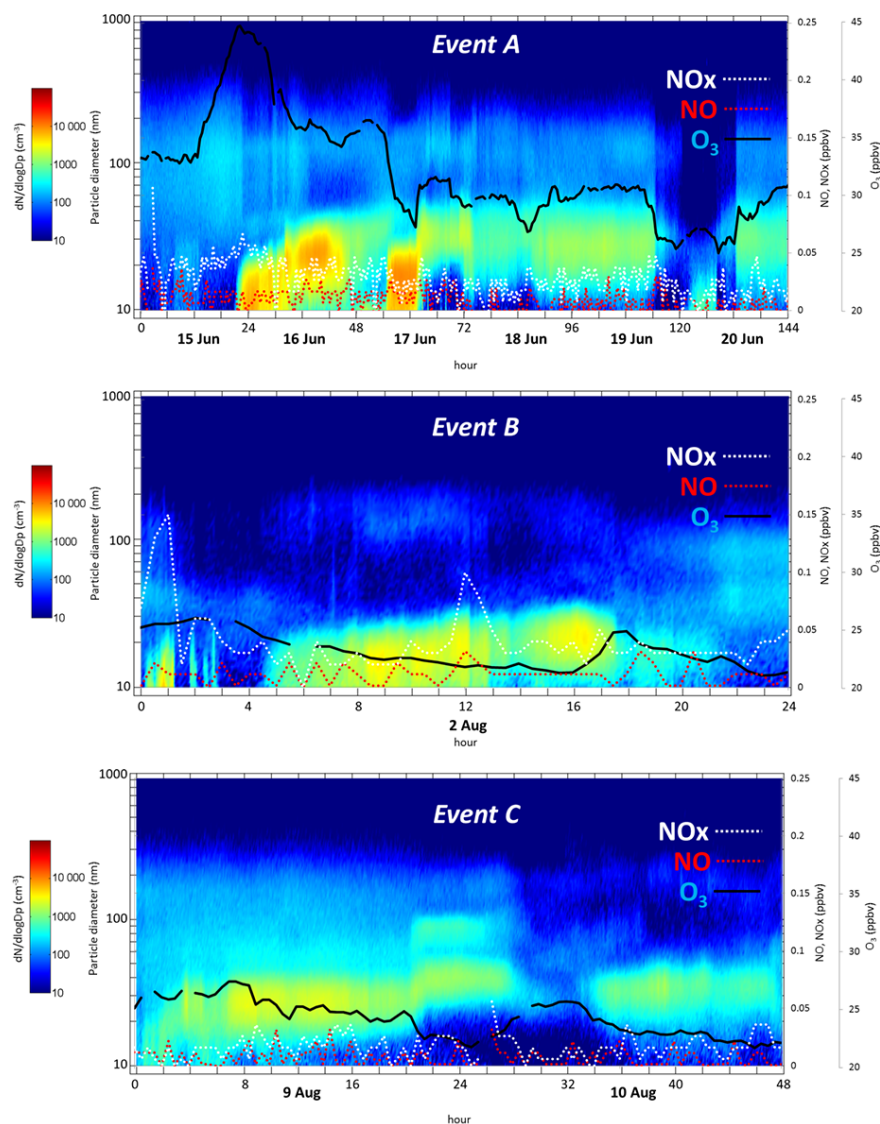 Event A
NOx
NO
O₃
dN/dlogDp (cm⁻³)
10 000
1000
100
10
Particle diameter (nm)
1000
100
10
0 24 48 72 96 120 144
15 Jun 16 Jun 17 Jun 18 Jun 19 Jun 20 Jun
hour
NO, NOx (ppbv)
0.25
0.2
0.15
0.1
0.05
0
O₃ (ppbv)
45
40
35
30
25
20
Event B
NOx
NO
O₃
dN/dlogDp (cm⁻³)
10 000
1000
100
10
Particle diameter (nm)
1000
100
10
0 4 8 12 16 20 24
2 Aug
hour
NO, NOx (ppbv)
0.25
0.2
0.15
0.1
0.05
0
O₃ (ppbv)
45
40
35
30
25
20
Event C
NOx
NO
O₃
dN/dlogDp (cm⁻³)
10 000
1000
100
10
Particle diameter (nm)
1000
100
10
0 8 16 24 32 40 48
9 Aug 10 Aug
hour
NO, NOx (ppbv)
0.25
0.2
0.15
0.1
0.05
0
O₃ (ppbv)
45
40
35
30
25
20